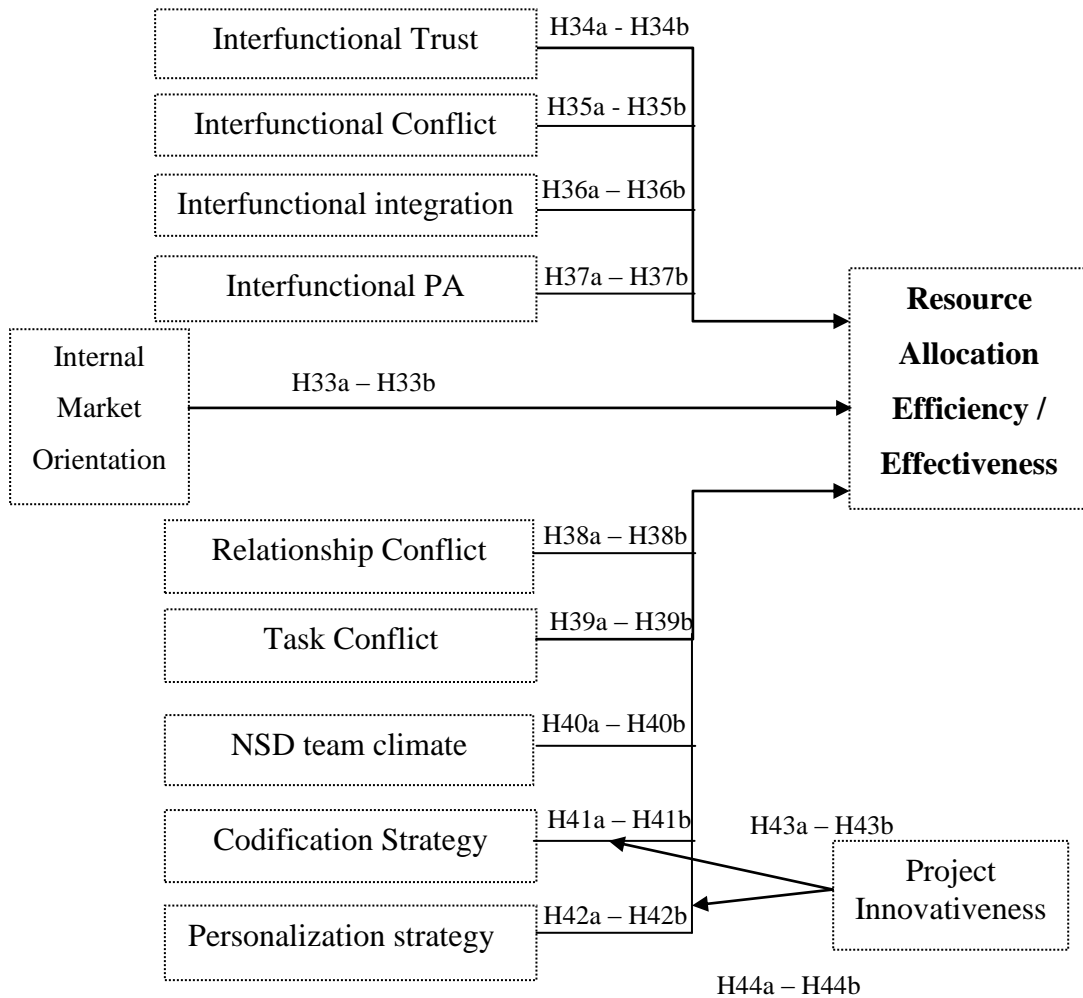 Interfunctional Trust
H34a - H34b
Interfunctional Conflict
H35a - H35b
Interfunctional integration
H36a – H36b
Interfunctional PA
H37a – H37b
Resource
Allocation
Efficiency /
Effectiveness
Internal
Market
Orientation
H33a – H33b
Relationship Conflict
H38a – H38b
Task Conflict
H39a – H39b
NSD team climate
H40a – H40b
Codification Strategy
H41a – H41b
H43a – H43b
Project
Innovativeness
Personalization strategy
H42a – H42b
H44a – H44b